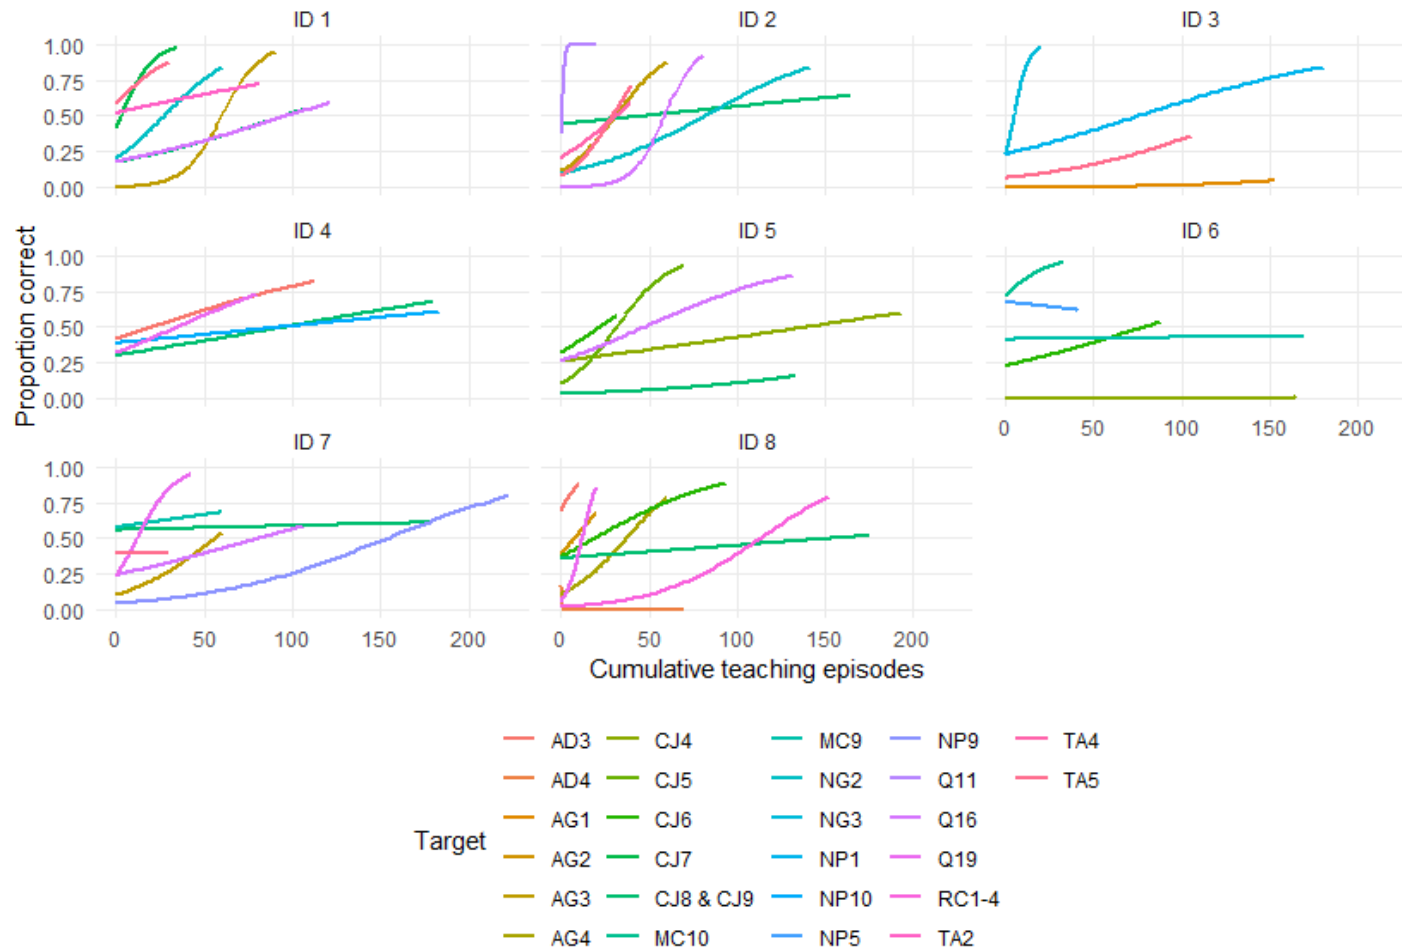 ID 1 ID 2 ID 3
1.00
0.75
0.50
0.25
0.00
ID 4 ID 5 ID 6
1.00
0.75
0.50
0.25
0.00
0 50 100 150 200
ID 7 ID 8
1.00
0.75
0.50
0.25
0.00
0 50 100 150 200 0 50 100 150 200
Proportion correct
Cumulative teaching episodes
Target
AD3 CJ4 MC9 NP9 TA4
AD4 CJ5 NG2 Q11 TA5
AG1 CJ6 NG3 Q16
AG2 CJ7 NP1 Q19
AG3 CJ8 & CJ9 NP10 RC1-4
AG4 MC10 NP5 TA2